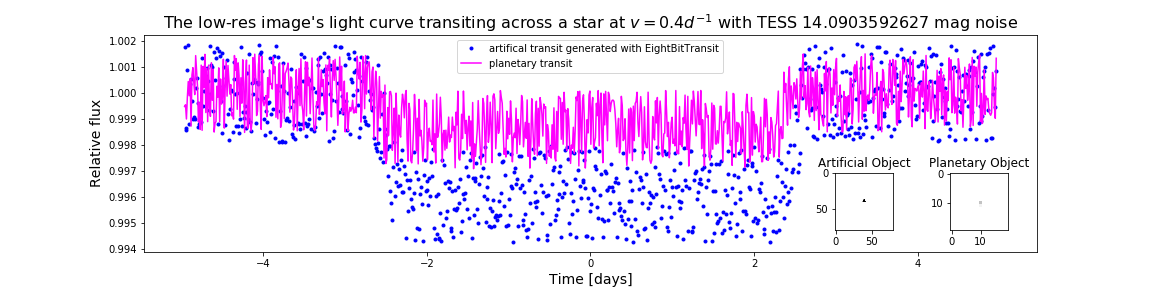 The low-res image's light curve transiting across a star at v = 0.4d⁻¹ with TESS 14.0903592627 mag noise
artifical transit generated with EightBitTransit
planetary transit
Relative flux
1.002
1.001
1.000
0.999
0.998
0.997
0.996
0.995
0.994
Artificial Object
Planetary Object
0
50
0 50
0
10
0 10
−4 −2 0 2 4
Time [days]